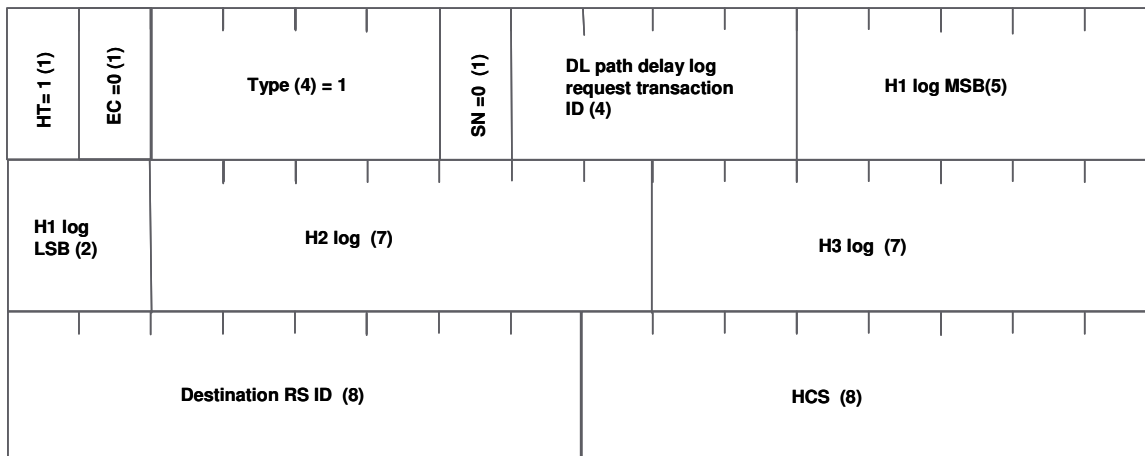 HT= 1 (1)
EC =0 (1)
Type (4) = 1
SN =0 (1)
DL path delay log
request transaction
ID (4)
H1 log MSB(5)
H1 log
LSB (2)
H2 log (7)
H3 log (7)
Destination RS ID (8)
HCS (8)